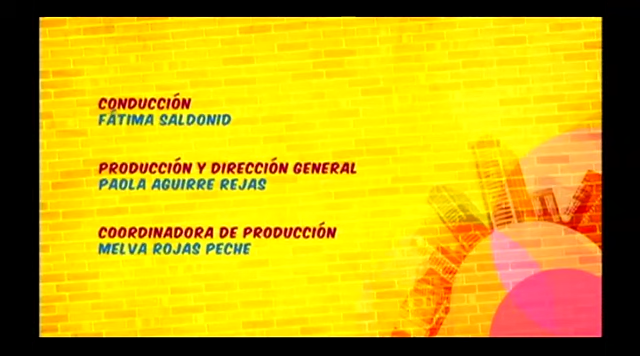 CONDUCCIÓN
FÁTIMA SALDONID
PRODUCCIÓN Y DIRECCIÓN GENERAL
PAOLA AGUIRRE REJAS
COORDINADORA DE PRODUCCIÓN
MELVA ROJAS PECHE